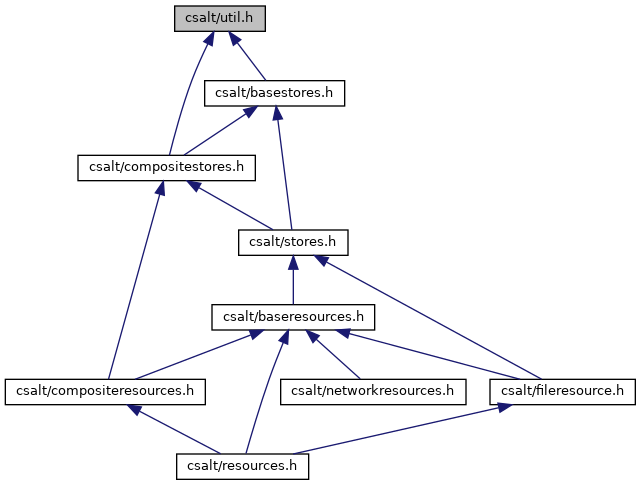 csalt/util.h
csalt/basestores.h
csalt/compositestores.h
csalt/stores.h
csalt/baseresources.h
csalt/compositeresources.h
csalt/networkresources.h
csalt/fileresource.h
csalt/resources.h